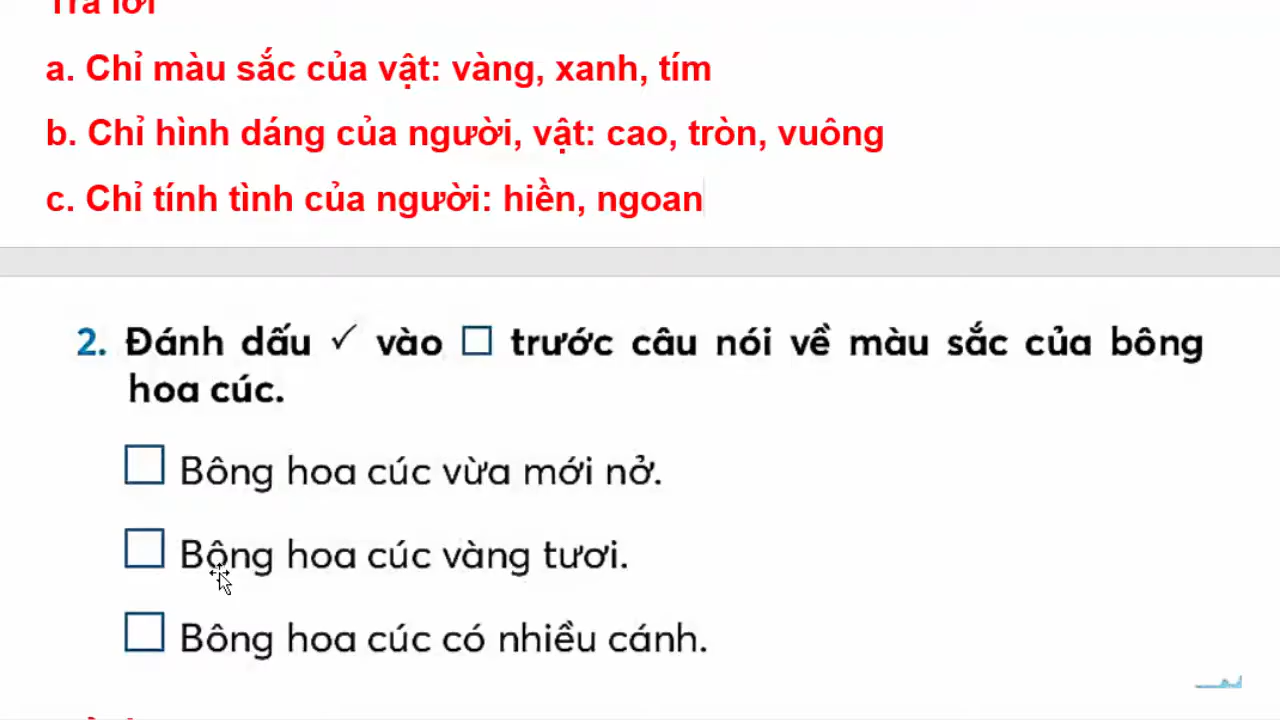 Trả lời
a. Chỉ màu sắc của vật: vàng, xanh, tím
b. Chỉ hình dáng của người, vật: cao, tròn, vuông
c. Chỉ tính tình của người: hiền, ngoan
2. Đánh dấu ✓ vào □ trước câu nói về màu sắc của bông
hoa cúc.
□ Bông hoa cúc vừa mới nở.
□ Bông hoa cúc vàng tươi.
□ Bông hoa cúc có nhiều cánh.